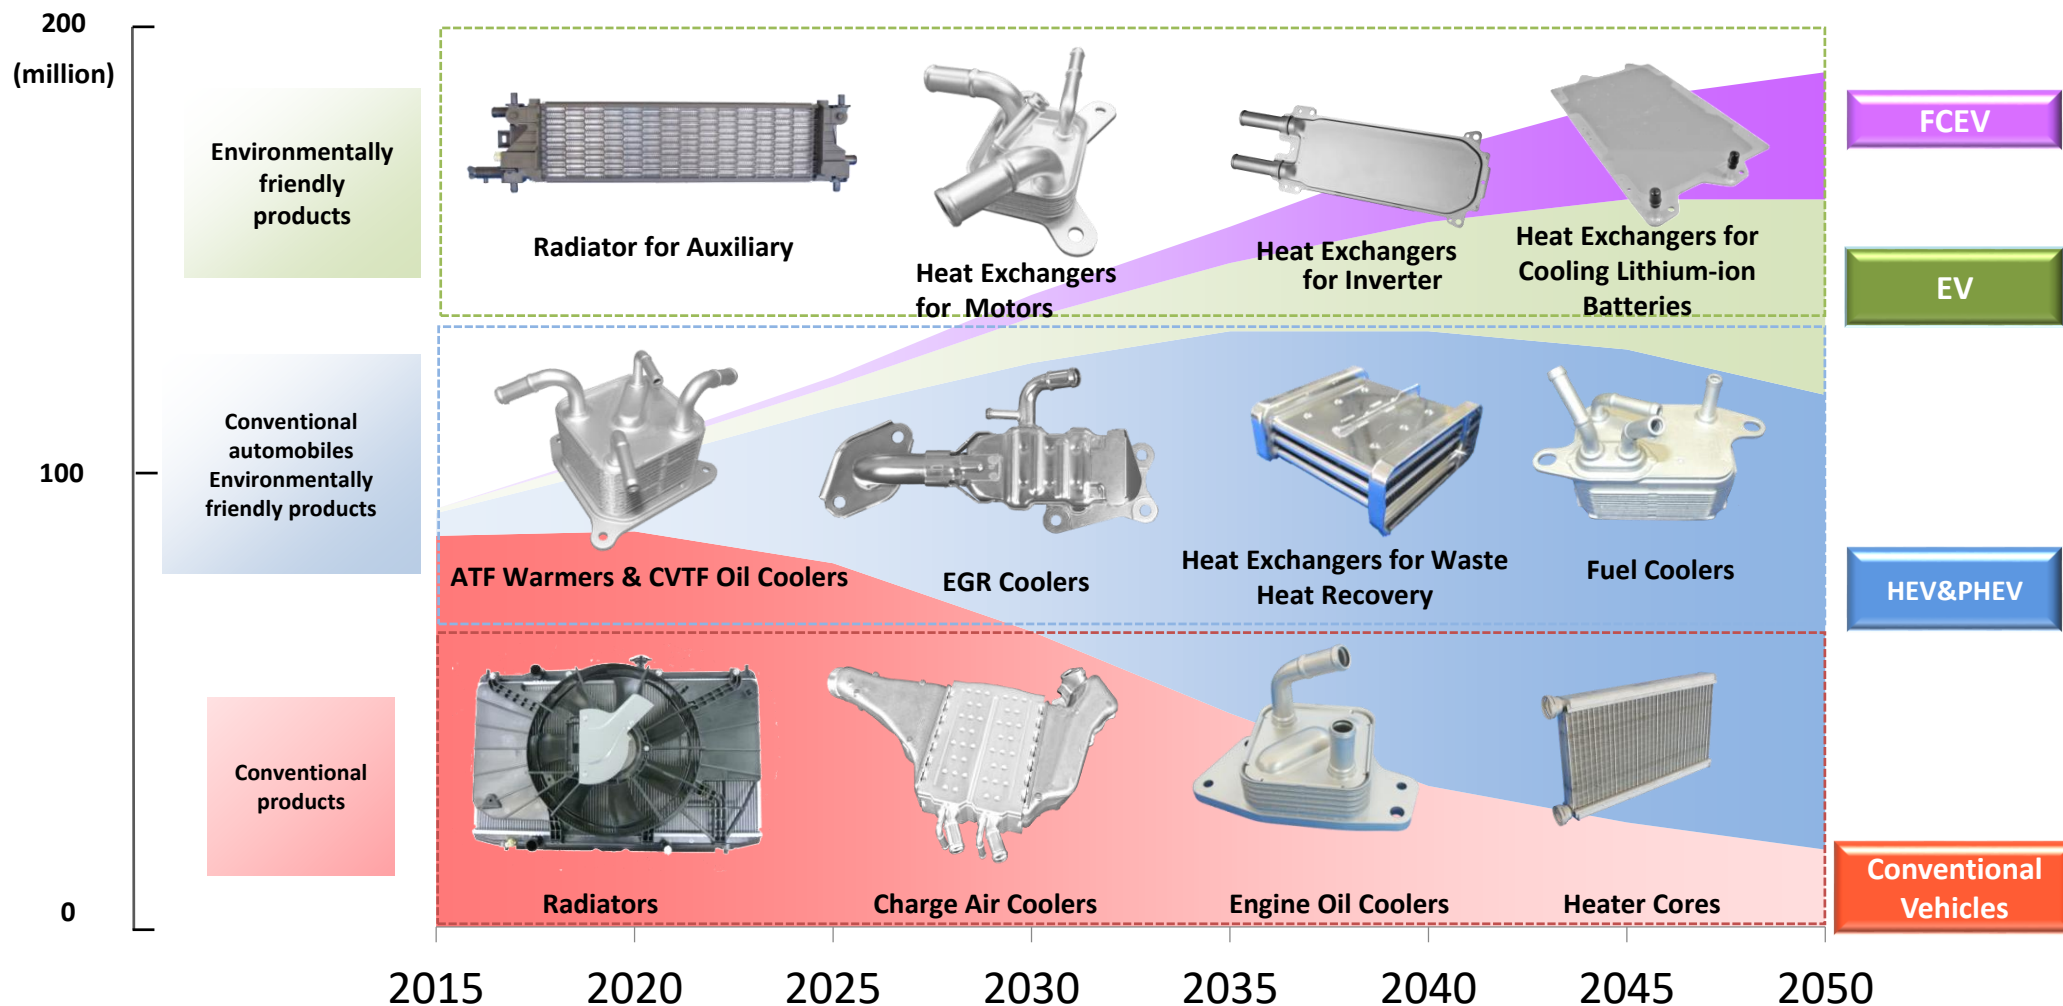 200
(million)
100
0
Environmentally
friendly
products
Conventional
automobiles
Environmentally
friendly products
Conventional
products
Radiator for Auxiliary
Heat Exchangers
for Motors
Heat Exchangers
for Inverter
Heat Exchangers for
Cooling Lithium-ion
Batteries
ATF Warmers & CVTF Oil Coolers
EGR Coolers
Heat Exchangers for Waste
Heat Recovery
Fuel Coolers
Radiators
Charge Air Coolers
Engine Oil Coolers
Heater Cores
FCEV
EV
HEV&PHEV
Conventional
Vehicles
2015
2020
2025
2030
2035
2040
2045
2050